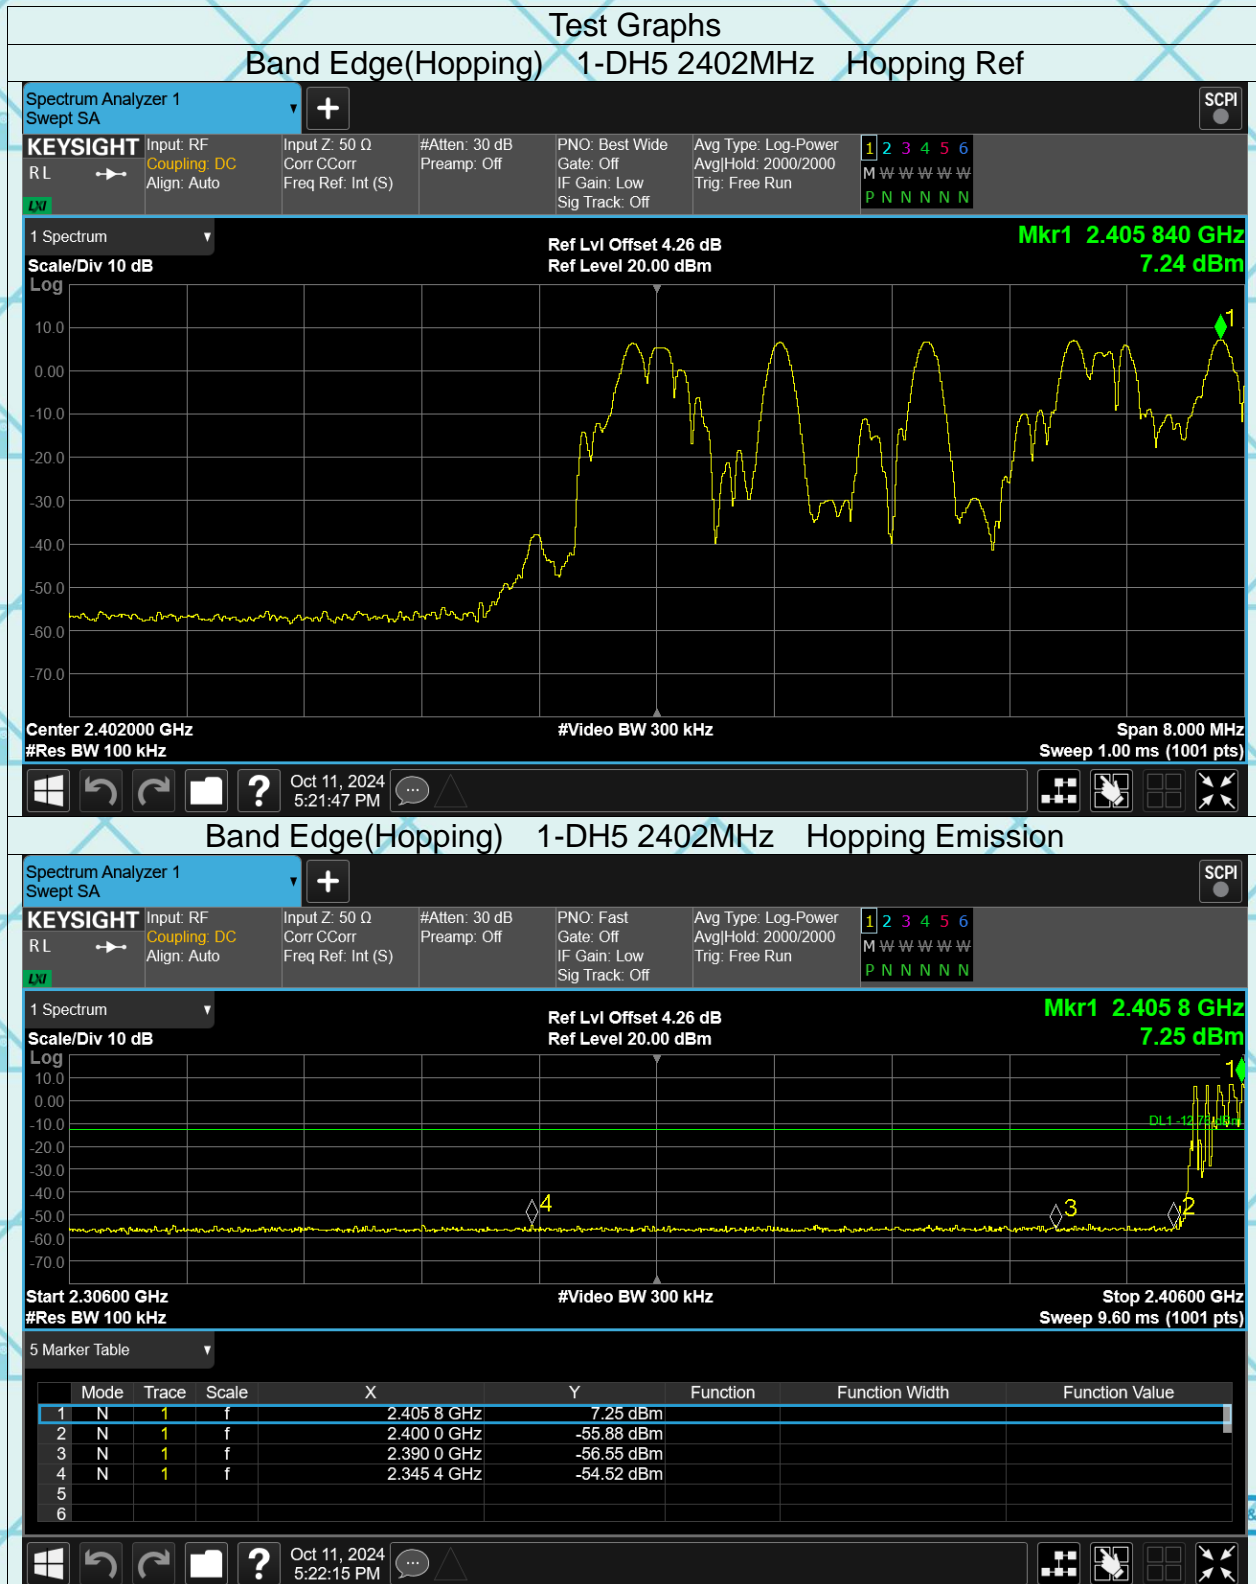 Test Graphs
Band Edge(Hopping) 1-DH5 2402MHz Hopping Ref
Spectrum Analyzer 1
Swept SA
SCPI
KEYSIGHT Input: RF Input Z: 50 Ω #Atten: 30 dB PNO: Best Wide Avg Type: Log-Power 1 2 3 4 5 6
R L Coupling: DC Corr CCorr Preamp: Off Gate: Off Avg|Hold: 2000/2000 M W W W W W
Align: Auto Freq Ref: Int (S) IF Gain: Low Trig: Free Run P N N N N N
LXI Sig Track: Off
1 Spectrum Ref Lvl Offset 4.26 dB Mkr1 2.405 840 GHz
Scale/Div 10 dB Ref Level 20.00 dBm 7.24 dBm
Log
1
10.0
0.00
-10.0
-20.0
-30.0
-40.0
-50.0
-60.0
-70.0
Center 2.402000 GHz #Video BW 300 kHz Span 8.000 MHz
#Res BW 100 kHz Sweep 1.00 ms (1001 pts)
Oct 11, 2024
5:21:47 PM
Band Edge(Hopping) 1-DH5 2402MHz Hopping Emission
Spectrum Analyzer 1
Swept SA
SCPI
KEYSIGHT Input: RF Input Z: 50 Ω #Atten: 30 dB PNO: Fast Avg Type: Log-Power 1 2 3 4 5 6
R L Coupling: DC Corr CCorr Preamp: Off Gate: Off Avg|Hold: 2000/2000 M W W W W W
Align: Auto Freq Ref: Int (S) IF Gain: Low Trig: Free Run P N N N N N
LXI Sig Track: Off
1 Spectrum Ref Lvl Offset 4.26 dB Mkr1 2.405 8 GHz
Scale/Div 10 dB Ref Level 20.00 dBm 7.25 dBm
Log
1
10.0
0.00
-10.0 DL1 -12.76 dBm
-20.0
-30.0
-40.0
4 3 2
-50.0
-60.0
-70.0
Start 2.30600 GHz #Video BW 300 kHz Stop 2.40600 GHz
#Res BW 100 kHz Sweep 9.60 ms (1001 pts)
5 Marker Table
Mode Trace Scale X Y Function Function Width Function Value
1 N 1 f 2.405 8 GHz 7.25 dBm
2 N 1 f 2.400 0 GHz -55.88 dBm
3 N 1 f 2.390 0 GHz -56.55 dBm
4 N 1 f 2.345 4 GHz -54.52 dBm
5
6
Oct 11, 2024
5:22:15 PM